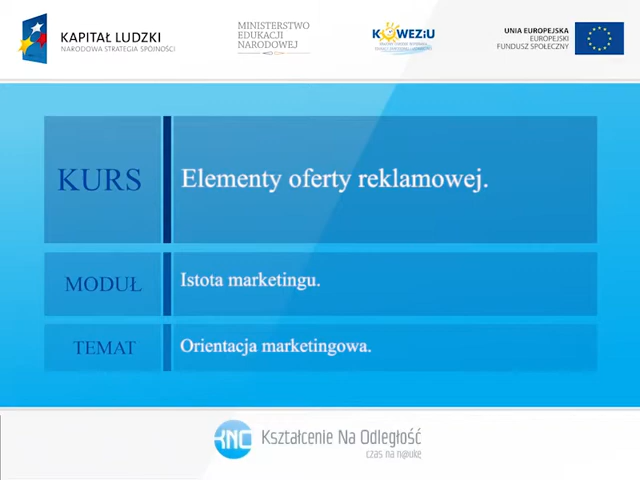 KAPITAŁ LUDZKI
NARODOWA STRATEGIA SPÓJNOŚCI
MINISTERSTWO
EDUKACJI
NARODOWEJ
KOWEZiU
UNIA EUROPEJSKA
EUROPEJSKI
FUNDUSZ SPOŁECZNY
KURS
Elementy oferty reklamowej.
MODUŁ
Istota marketingu.
TEMAT
Orientacja marketingowa.
KNO Kształcenie Na Odległość
czas na n@ukę